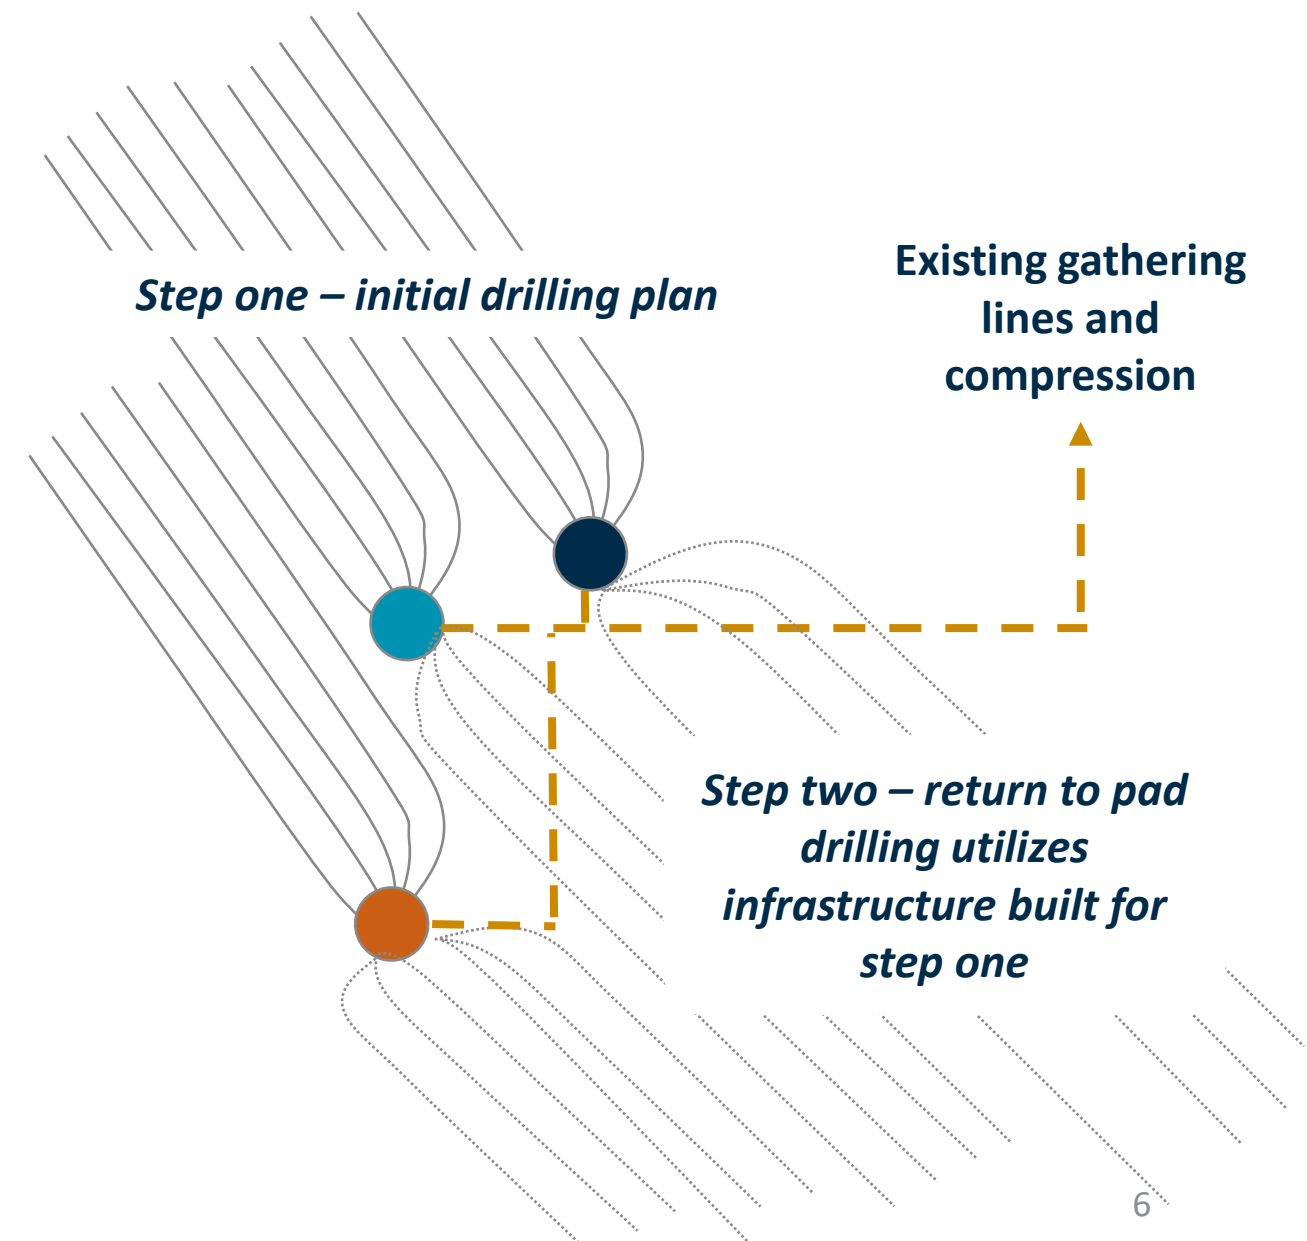 Step one – initial drilling plan
Existing gathering
lines and
compression
Step two – return to pad
drilling utilizes
infrastructure built for
step one
6